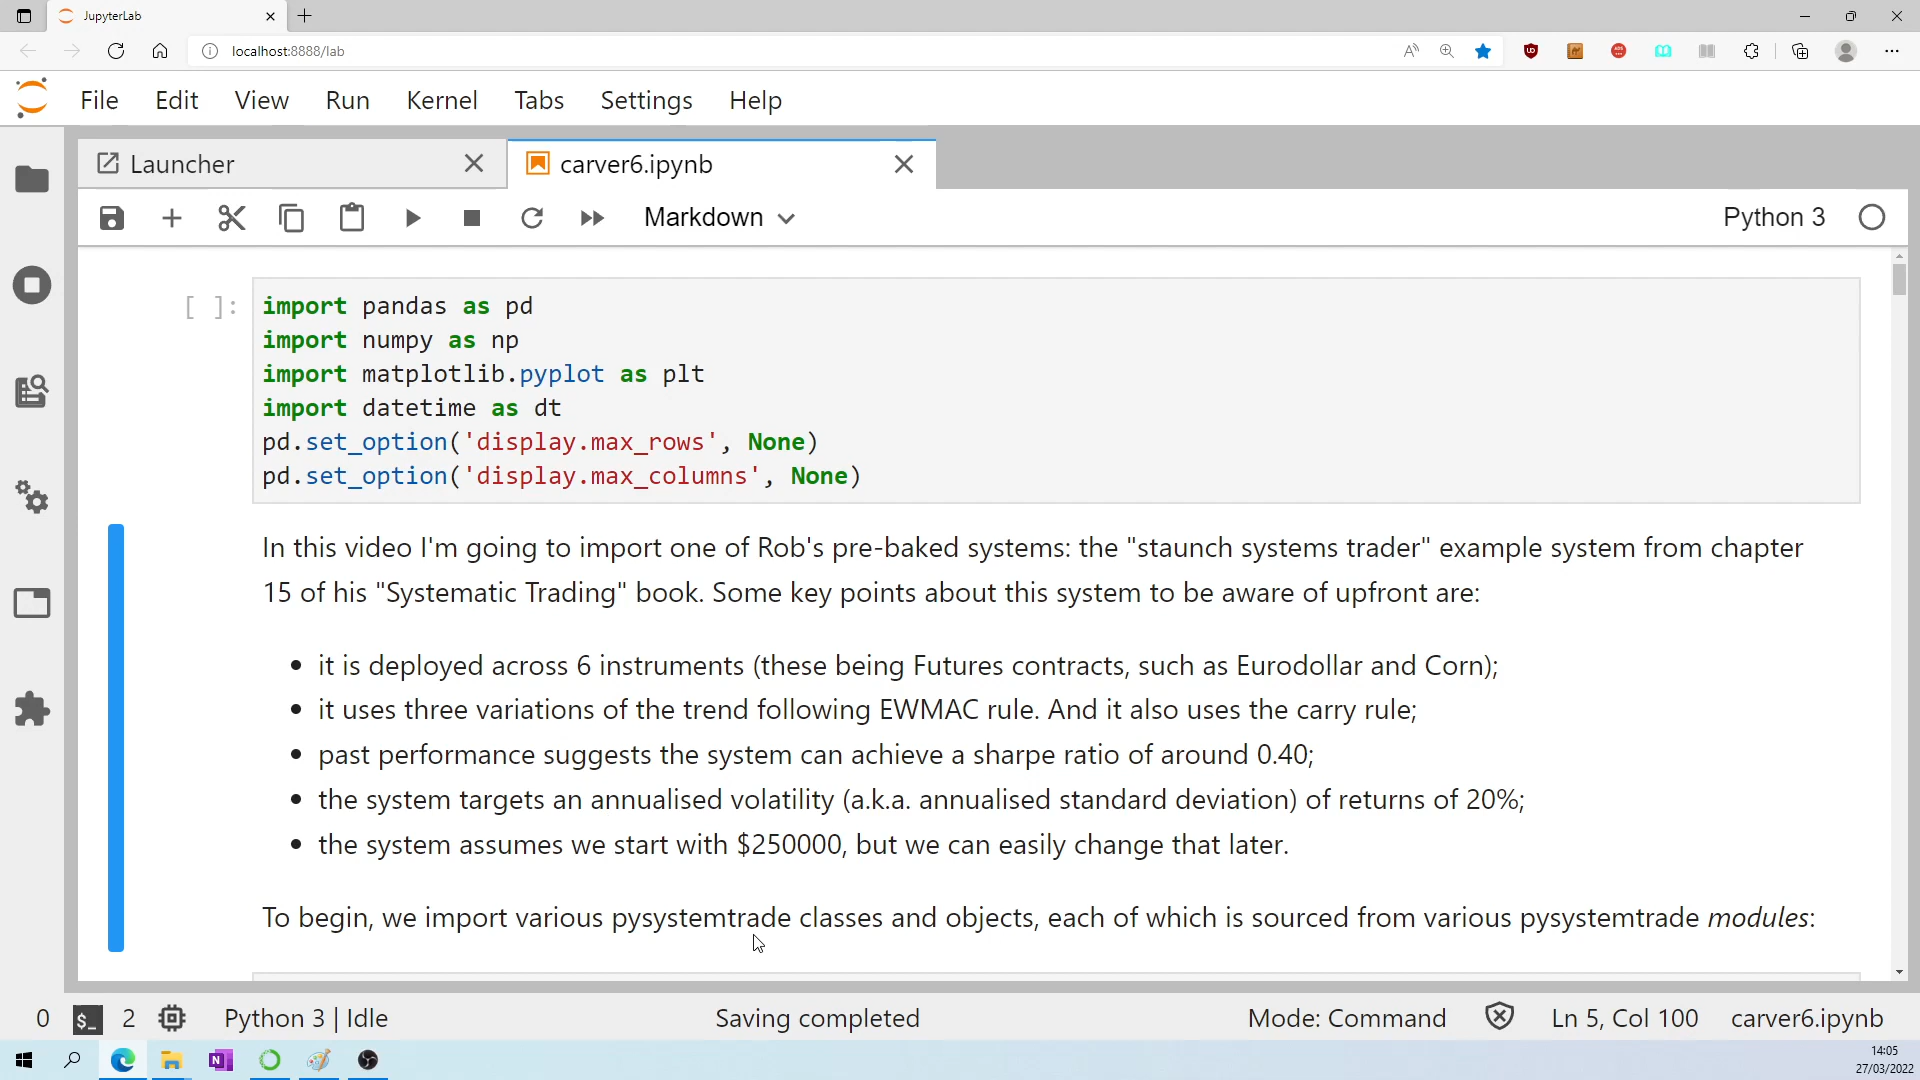 JupyterLab
localhost:8888/lab
File Edit View Run Kernel Tabs Settings Help
Launcher carver6.ipynb
Markdown Python 3
[ ]:
import pandas as pd
import numpy as np
import matplotlib.pyplot as plt
import datetime as dt
pd.set_option('display.max_rows', None)
pd.set_option('display.max_columns', None)
In this video I'm going to import one of Rob's pre-baked systems: the "staunch systems trader" example system from chapter
15 of his "Systematic Trading" book. Some key points about this system to be aware of upfront are:
• it is deployed across 6 instruments (these being Futures contracts, such as Eurodollar and Corn);
• it uses three variations of the trend following EWMAC rule. And it also uses the carry rule;
• past performance suggests the system can achieve a sharpe ratio of around 0.40;
• the system targets an annualised volatility (a.k.a. annualised standard deviation) of returns of 20%;
• the system assumes we start with $250000, but we can easily change that later.
To begin, we import various pysystemtrade classes and objects, each of which is sourced from various pysystemtrade modules:
0 $_ 2 Python 3 | Idle Saving completed Mode: Command Ln 5, Col 100 carver6.ipynb
14:05
27/03/2022